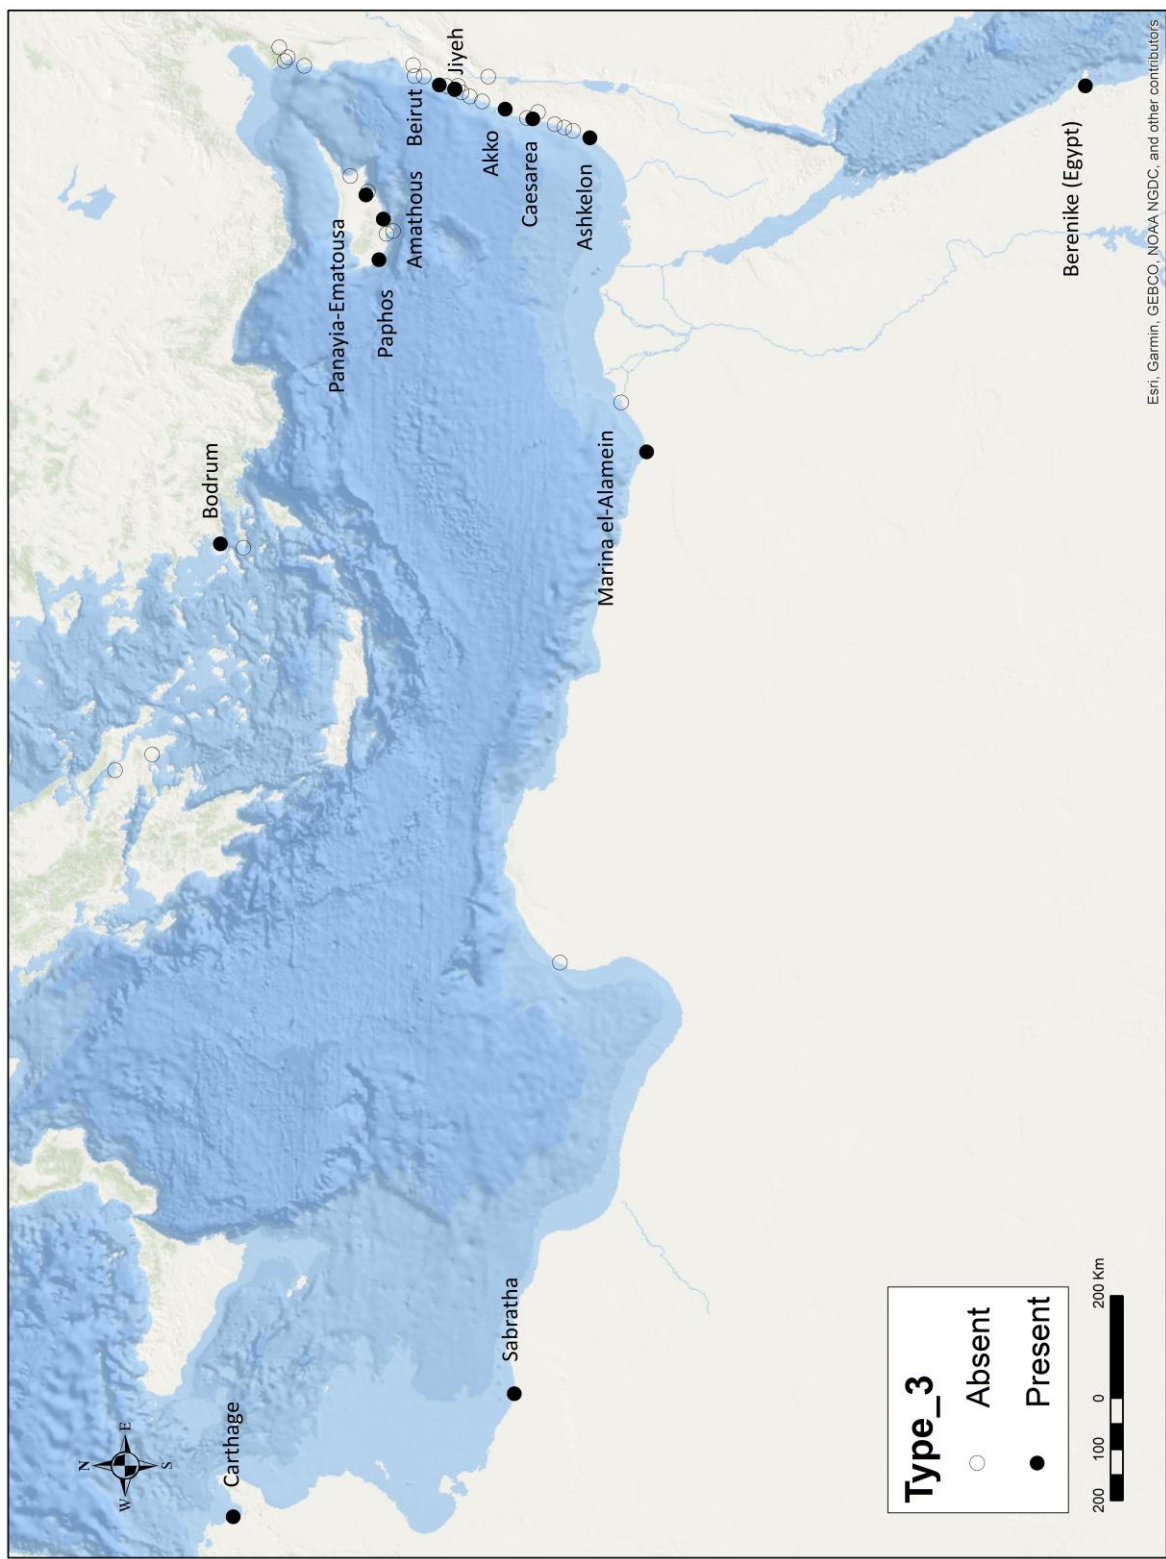 N
W
E
S
Carthage
Sabratha
Bodrum
Panayia-Ematousa
Paphos
Amathous
Beirut
Jiyeh
Akko
Caesarea
Ashkelon
Marina el-Alamein
Berenike (Egypt)
Type_3
Absent
Present
200 100 0 200 Km
Esri, Garmin, GEBCO, NOAA NGDC, and other contributors